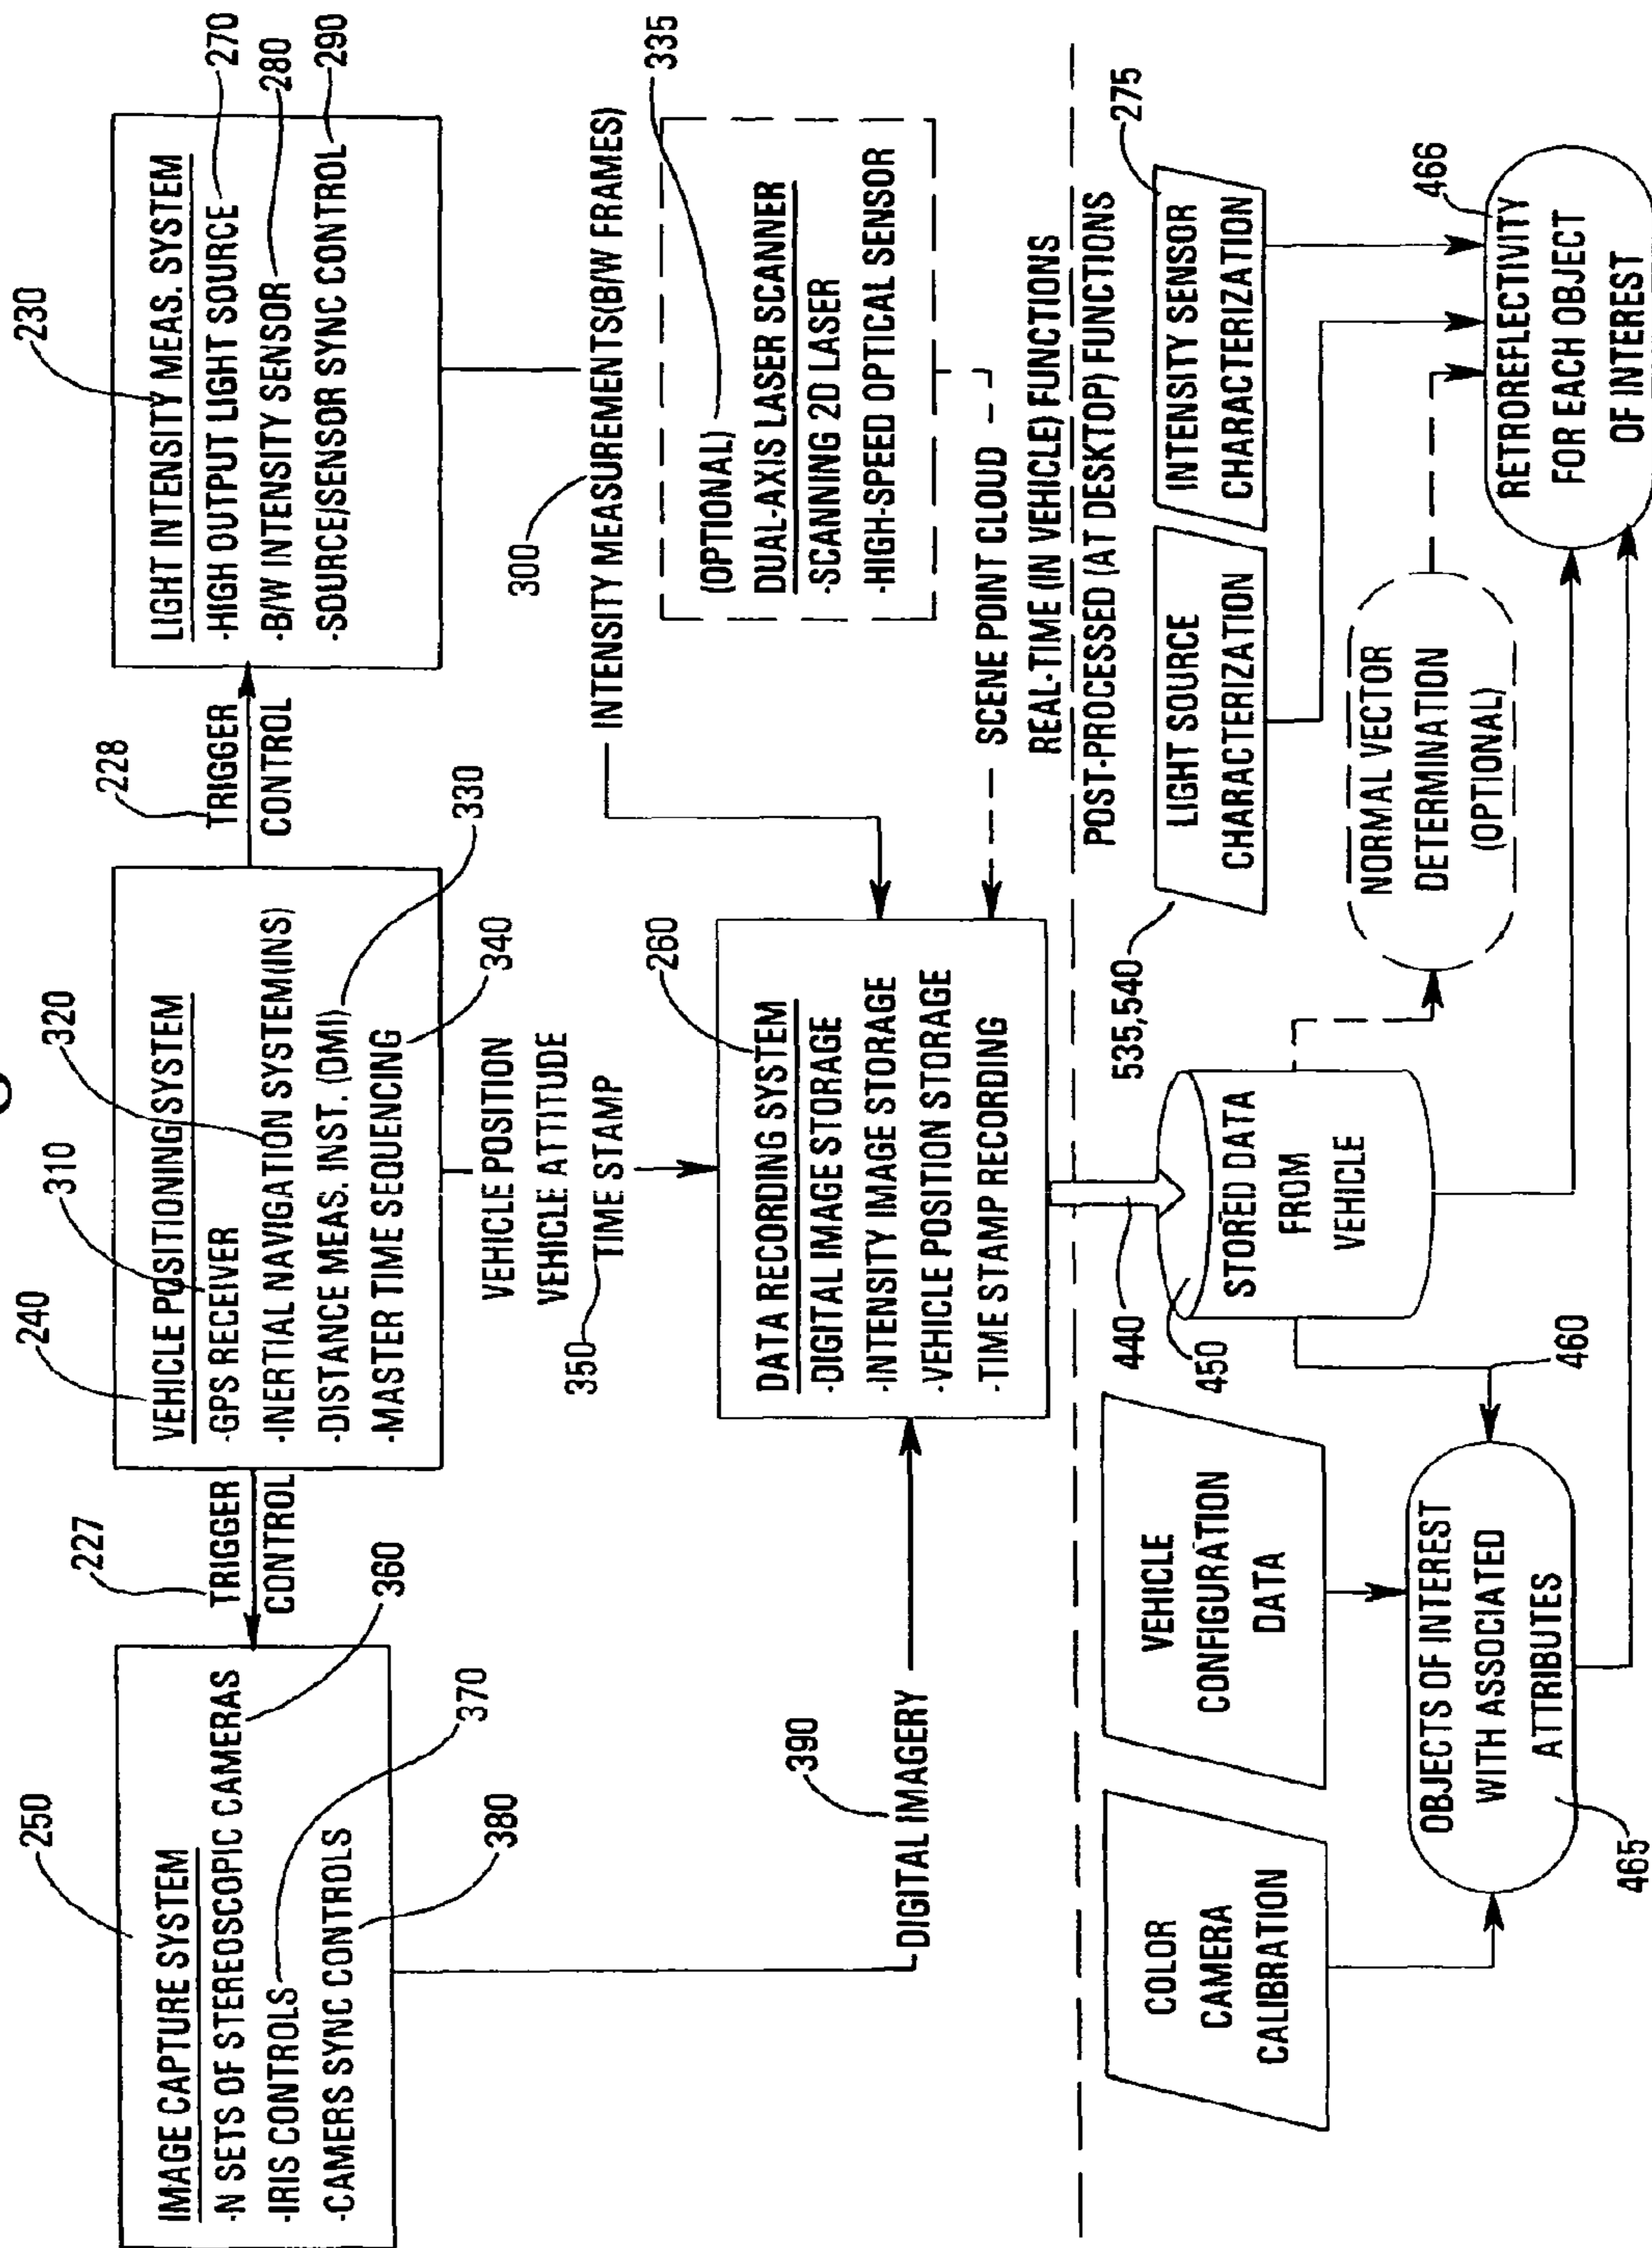 250
IMAGE CAPTURE SYSTEM
·N SETS OF STEREOSCOPIC CAMERAS
·IRIS CONTROLS
·CAMERS SYNC CONTROLS
360
370
380
227
TRIGGER
CONTROL
240
310
320
VEHICLE POSITIONING SYSTEM
·GPS RECEIVER
·INERTIAL NAVIGATION SYSTEM(INS)
·DISTANCE MEAS. INST. (DMI)
·MASTER TIME SEQUENCING
330
340
228
TRIGGER
CONTROL
230
LIGHT INTENSITY MEAS. SYSTEM
·HIGH OUTPUT LIGHT SOURCE
·B/W INTENSITY SENSOR
·SOURCE/SENSOR SYNC CONTROL
270
280
290
VEHICLE POSITION
VEHICLE ATTITUDE
350
TIME STAMP
300
INTENSITY MEASUREMENTS(B/W FRAMES)
335
(OPTIONAL)
DUAL-AXIS LASER SCANNER
·SCANNING 2D LASER
·HIGH-SPEED OPTICAL SENSOR
390
DIGITAL IMAGERY
260
DATA RECORDING SYSTEM
·DIGITAL IMAGE STORAGE
·INTENSITY IMAGE STORAGE
·VEHICLE POSITION STORAGE
·TIME STAMP RECORDING
SCENE POINT CLOUD
REAL-TIME (IN VEHICLE) FUNCTIONS
POST-PROCESSED (AT DESKTOP) FUNCTIONS
COLOR
CAMERA
CALIBRATION
VEHICLE
CONFIGURATION
DATA
440
450
STORED DATA
FROM
VEHICLE
535,540
LIGHT SOURCE
CHARACTERIZATION
275
INTENSITY SENSOR
CHARACTERIZATION
460
NORMAL VECTOR
DETERMINATION
(OPTIONAL)
OBJECTS OF INTEREST
WITH ASSOCIATED
ATTRIBUTES
465
466
RETROREFLECTIVITY
FOR EACH OBJECT
OF INTEREST